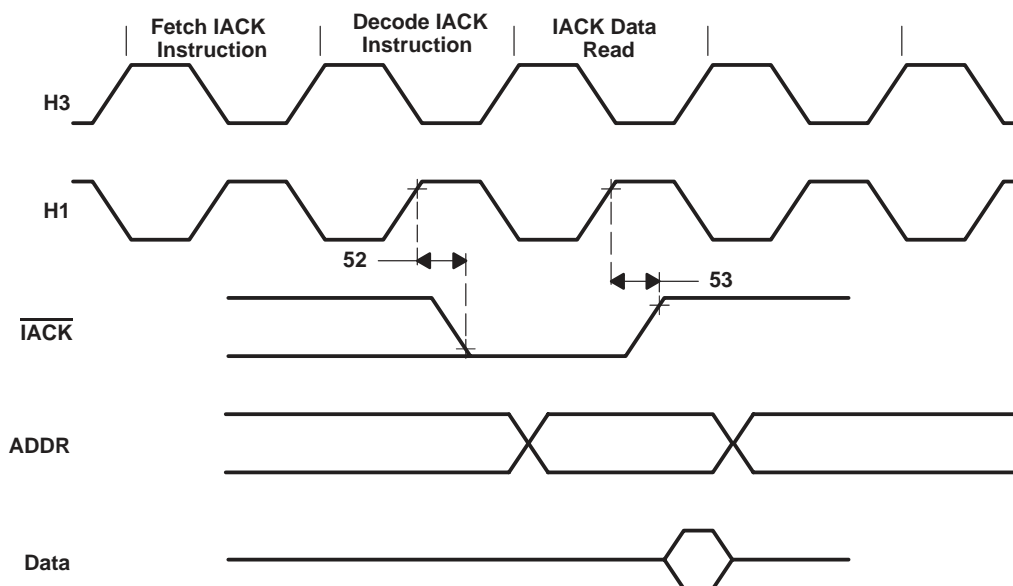 Fetch IACK
Instruction
Decode IACK
Instruction
IACK Data
Read
H3
H1
52
53
IACK
ADDR
Data